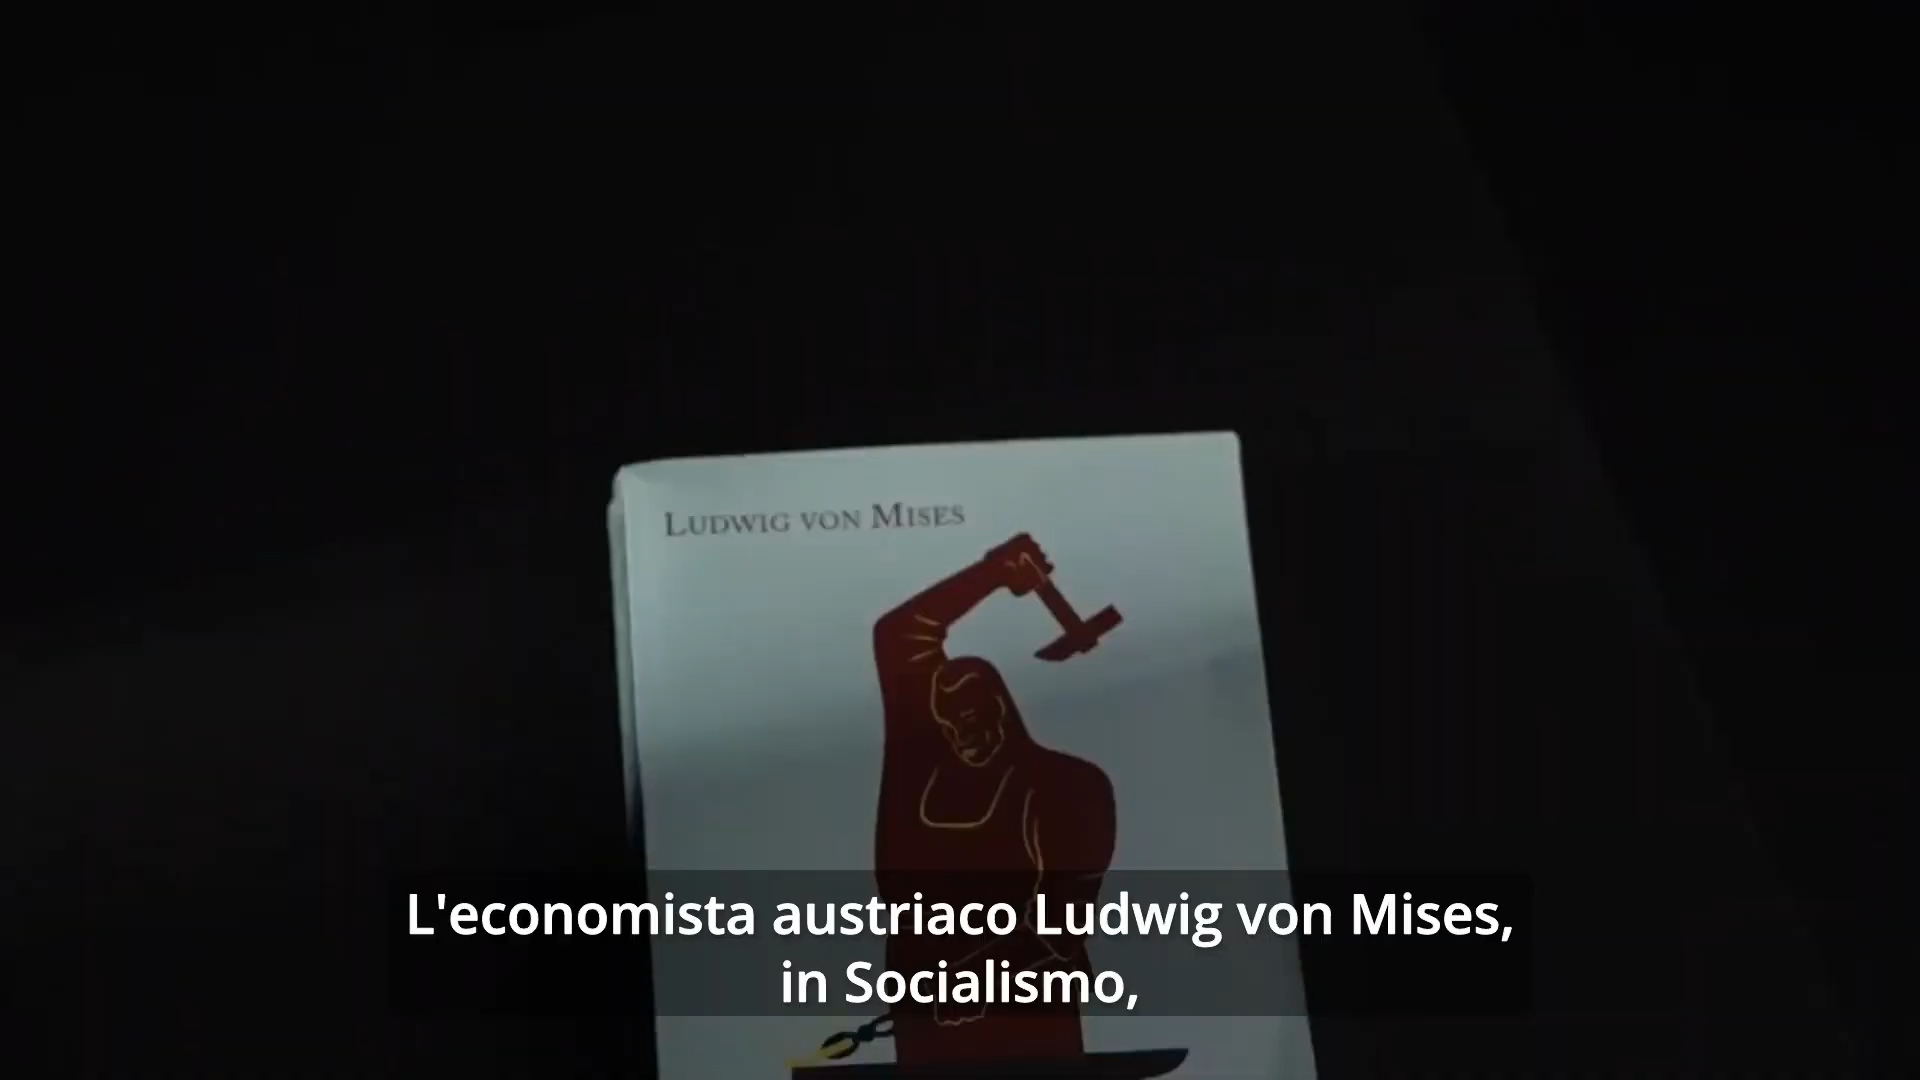 LUDWIG VON MISES
L'economista austriaco Ludwig von Mises,
in Socialismo,